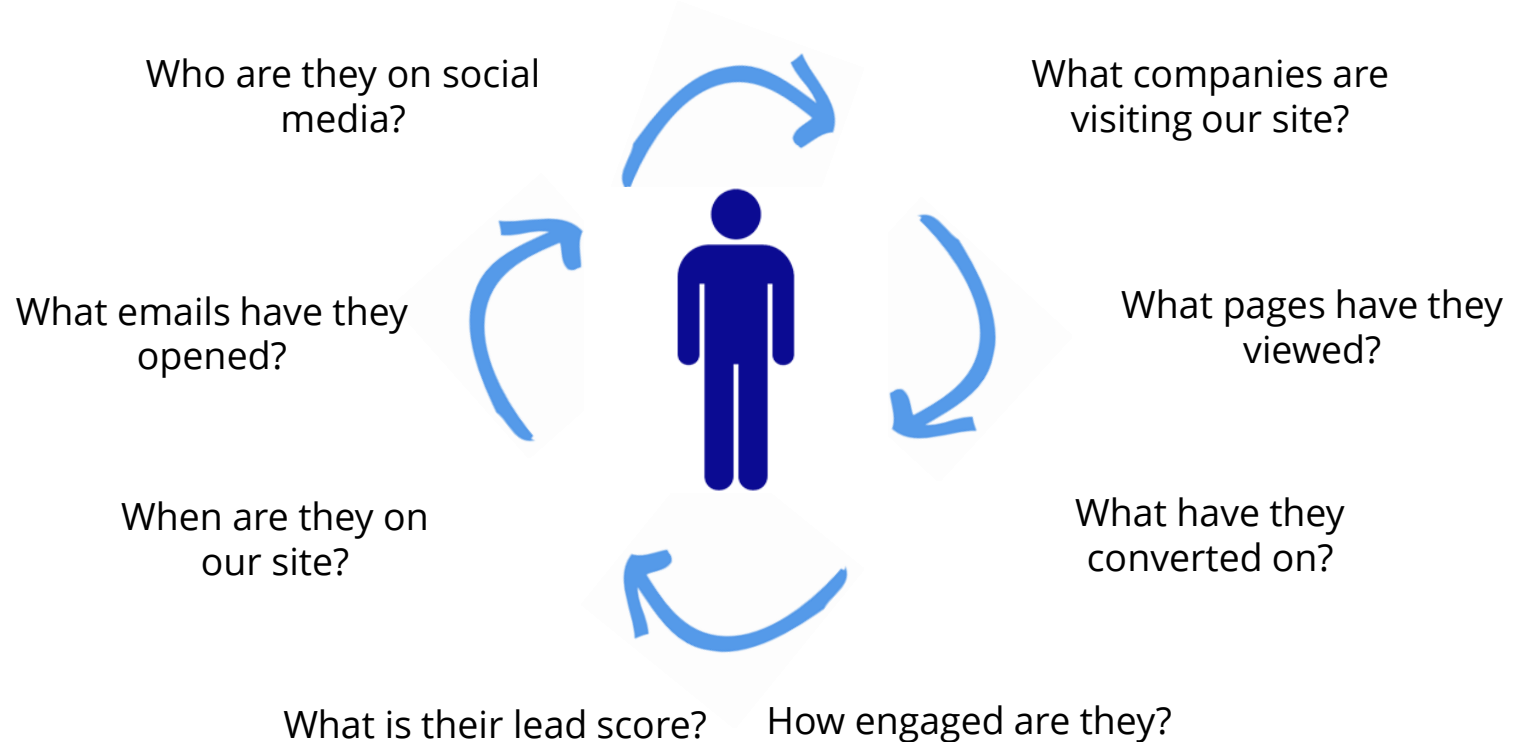 Who are they on social
media?
What companies are
visiting our site?
What emails have they
opened?
What pages have they
viewed?
When are they on
our site?
What have they
converted on?
What is their lead score?
How engaged are they?